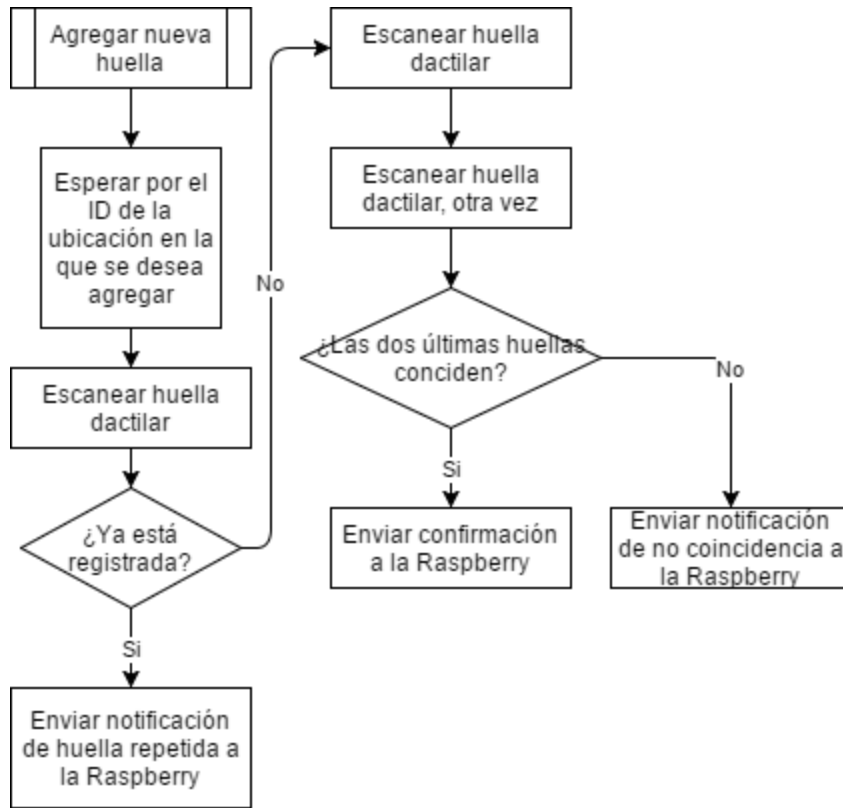 Agregar nueva
huella
Esperar por el
ID de la
ubicación en la
que se desea
agregar
Escanear huella
dactilar
¿Ya está
registrada?
Si
Enviar notificación
de huella repetida a
la Raspberry
No
Escanear huella
dactilar
Escanear huella
dactilar, otra vez
¿Las dos últimas huellas
conciden?
Si
Enviar confirmación
a la Raspberry
No
Enviar notificación
de no coincidencia a
la Raspberry